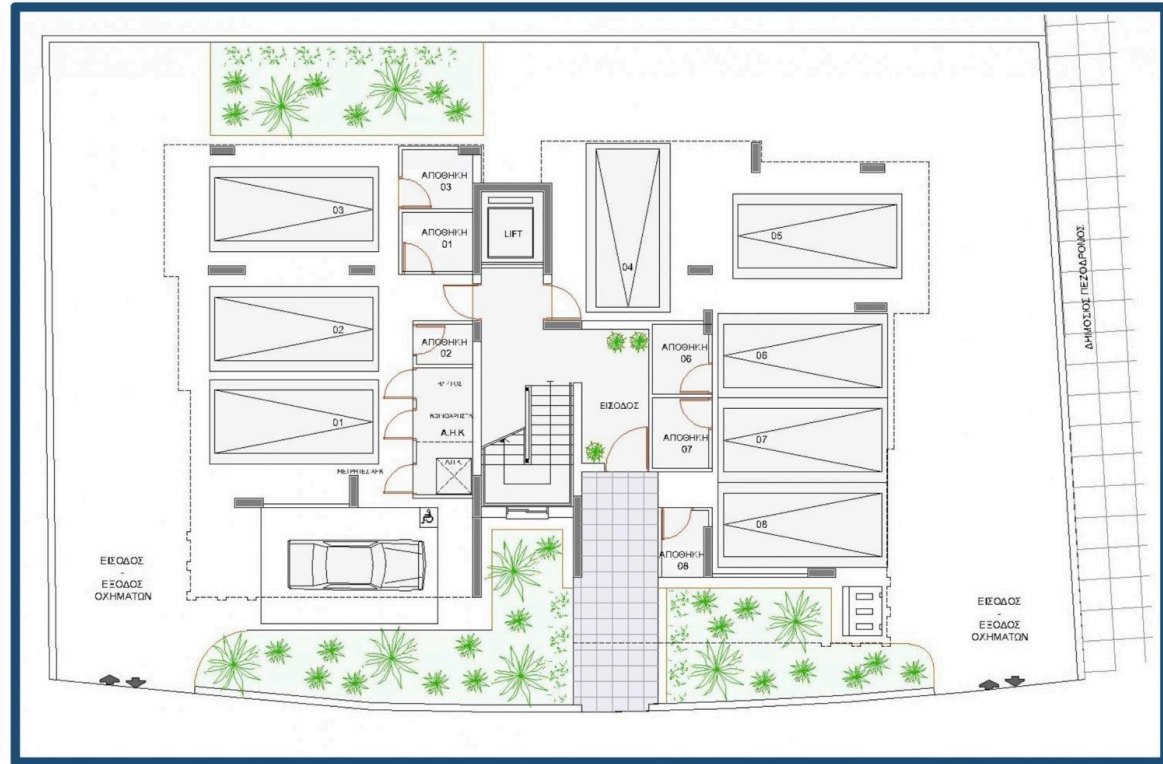 ΑΠΟΘΗΚΗ
03
03
ΑΠΟΘΗΚΗ
01
LIFT
04
05
ΔΗΜΟΣΙΟΣ ΠΕΖΟΔΡΟΜΟΣ
02
ΑΠΟΘΗΚΗ
02
ΑΠΟΘΗΚΗ
06
06
01
ΚΟΙΝΟΧΡΗΣΤΑ
Α.Η.Κ
ΕΙΣΟΔΟΣ
ΑΠΟΘΗΚΗ
07
07
ΜΕΤΡΗΤΕΣ ΑΗΚ
08
ΑΠΟΘΗΚΗ
08
ΕΙΣΟΔΟΣ
-
ΕΞΟΔΟΣ
ΟΧΗΜΑΤΩΝ
ΕΙΣΟΔΟΣ
-
ΕΞΟΔΟΣ
ΟΧΗΜΑΤΩΝ